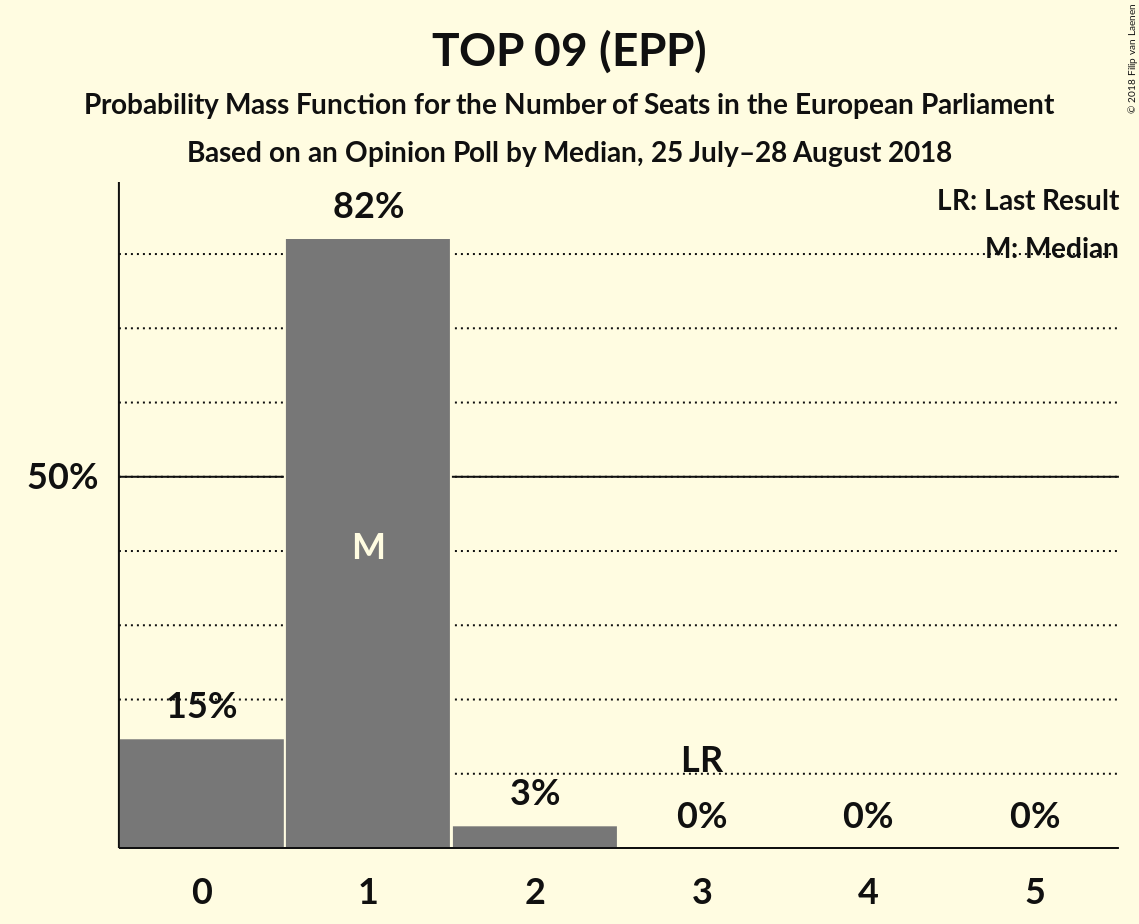 TOP 09 (EPP)
Probability Mass Function for the Number of Seats in the European Parliament
Based on an Opinion Poll by Median, 25 July–28 August 2018
© 2018 Filip van Laenen
LR: Last Result
M: Median
82%
50%
M
15%
LR
3%
0%
0%
0%
0 1 2 3 4 5